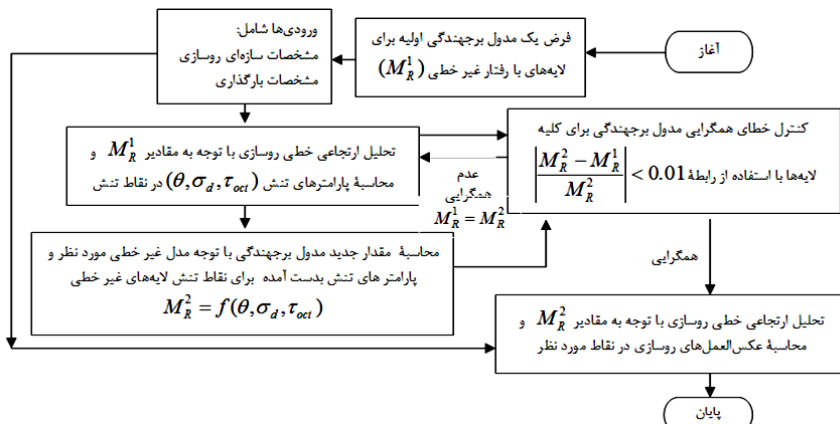 آغاز
فرض یک مدول برجهندگی اولیه برای
لایه‌های با رفتار غیر خطی (M_R^1)
ورودی‌ها شامل:
مشخصات سازه‌ای روسازی
مشخصات بارگذاری
تحلیل ارتجاعی خطی روسازی با توجه به مقادیر M_R^1 و
محاسبۀ پارامترهای تنش (θ,σ_d,τ_oct) در نقاط تنش
محاسبۀ مقدار جدید مدول برجهندگی با توجه مدل غیر خطی مورد نظر و
پارامتر های تنش بدست آمده برای نقاط تنش لایه‌های غیر خطی
M_R^2 = f(θ,σ_d,τ_oct)
کنترل خطای همگرایی مدول برجهندگی برای کلیه
لایه‌ها با استفاده از رابطۀ |(M_R^2 − M_R^1)/M_R^2| < 0.01
عدم
همگرایی
M_R^1 = M_R^2
همگرایی
تحلیل ارتجاعی خطی روسازی با توجه به مقادیر M_R^2 و
محاسبۀ عکس‌العمل‌های روسازی در نقاط مورد نظر
پایان